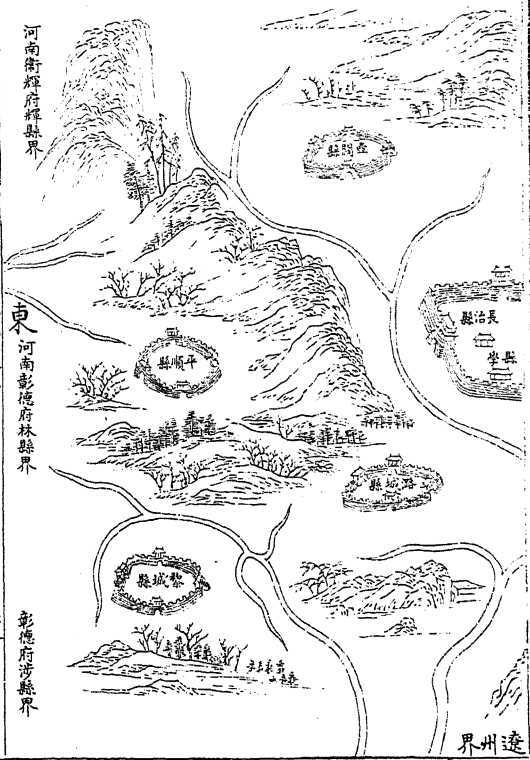 壺關縣
長治縣
縣學
潞城縣
遼州界
平順縣
黎城縣
河南衛輝府輝縣界
東
河南彰德府林縣界
彰德府涉縣界